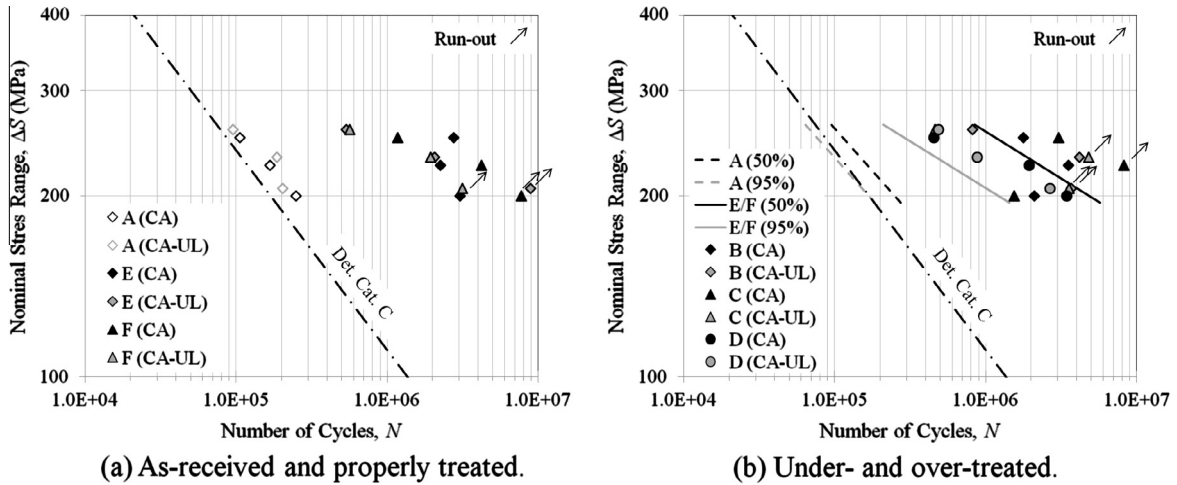 400
300
200
100
Nominal Stres Range, ΔS (MPa)
Run-out
A (CA)
A (CA-UL)
E (CA)
E (CA-UL)
F (CA)
F (CA-UL)
Det. Cat. C
1.0E+04 1.0E+05 1.0E+06 1.0E+07
Number of Cycles, N
(a) As-received and properly treated.
400
300
200
100
Nominal Stres Range, ΔS (MPa)
Run-out
A (50%)
A (95%)
E/F (50%)
E/F (95%)
B (CA)
B (CA-UL)
C (CA)
C (CA-UL)
D (CA)
D (CA-UL)
Det. Cat. C
1.0E+04 1.0E+05 1.0E+06 1.0E+07
Number of Cycles, N
(b) Under- and over-treated.